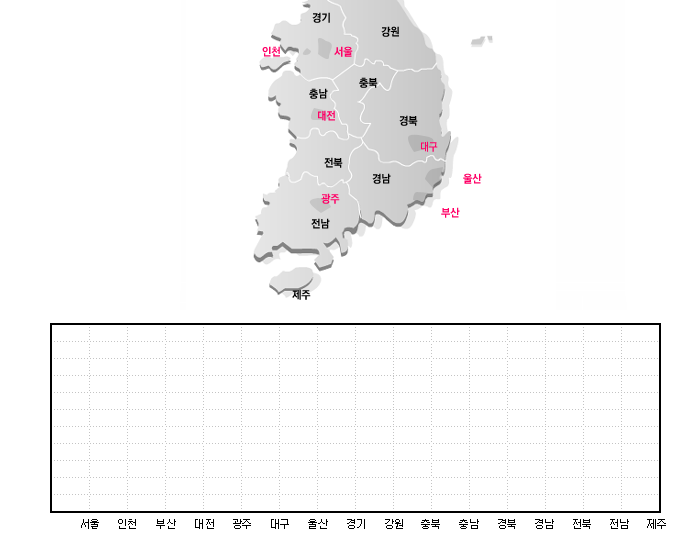 경기
강원
인천
서울
충북
충남
대전
경북
대구
전북
경남
울산
광주
부산
전남
제주
서울 인천 부산 대전 광주 대구 울산 경기 강원 충북 충남 경북 경남 전북 전남 제주